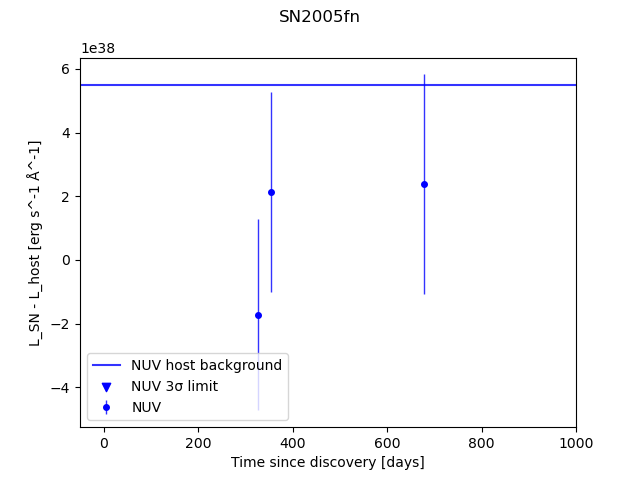 SN2005fn
1e38
6
4
2
0
−2
−4
L_SN - L_host [erg s^-1 Å^-1]
NUV host background
NUV 3σ limit
NUV
0 200 400 600 800 1000
Time since discovery [days]